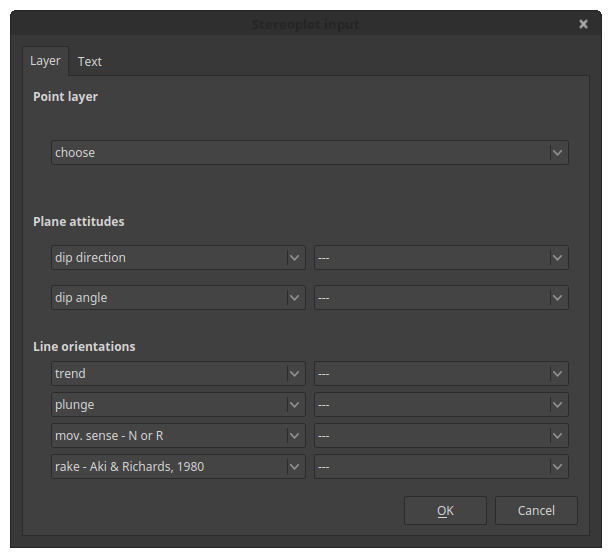 Stereoplot input
Layer Text
Point layer
choose
Plane attitudes
dip direction ---
dip angle ---
Line orientations
trend ---
plunge ---
mov. sense - N or R ---
rake - Aki & Richards, 1980 ---
OK Cancel